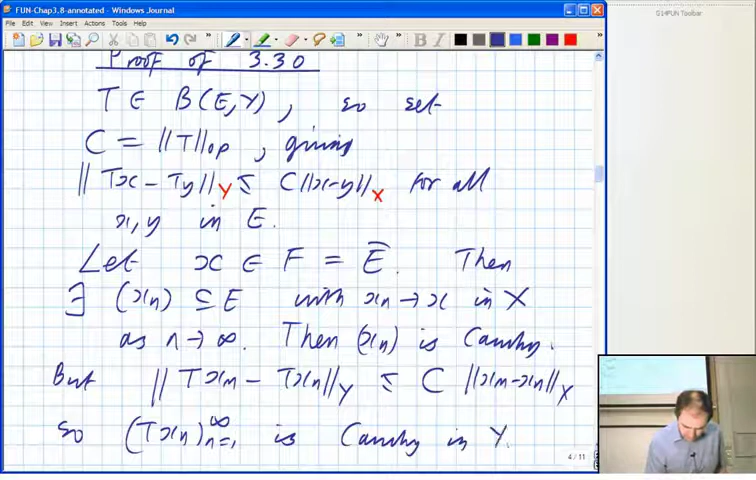 FUN-Chap3.8-annotated - Windows Journal
G14FUN Toolbar
File Edit View Insert Actions Tools Help
B I
Proof of 3.30
T ∈ B(E,Y), so set
C = ||T||op, giving
||Tx - Ty||Y ≤ C||x-y||X for all
x, y in E.
Let x ∈ F = E̅. Then
∃ (xn) ⊆ E with xn → x in X
as n → ∞. Then (xn) is Cauchy.
But ||Txm - Txn||Y ≤ C ||xm-xn||X
so (Txn)∞n=1 is Cauchy in Y.
4 / 11